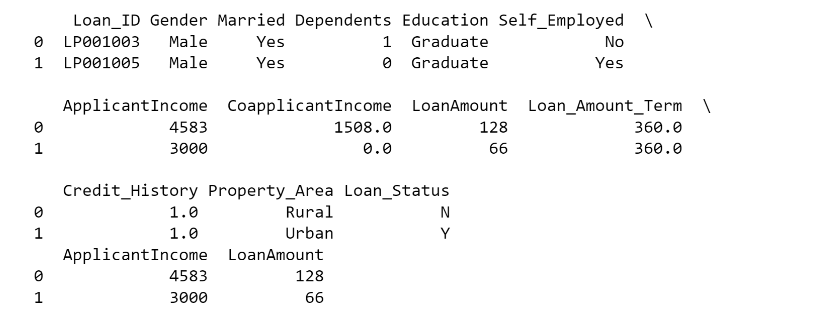 Loan_ID Gender Married Dependents Education Self_Employed \
0 LP001003 Male Yes 1 Graduate No
1 LP001005 Male Yes 0 Graduate Yes
ApplicantIncome CoapplicantIncome LoanAmount Loan_Amount_Term \
0 4583 1508.0 128 360.0
1 3000 0.0 66 360.0
Credit_History Property_Area Loan_Status
0 1.0 Rural N
1 1.0 Urban Y
ApplicantIncome LoanAmount
0 4583 128
1 3000 66